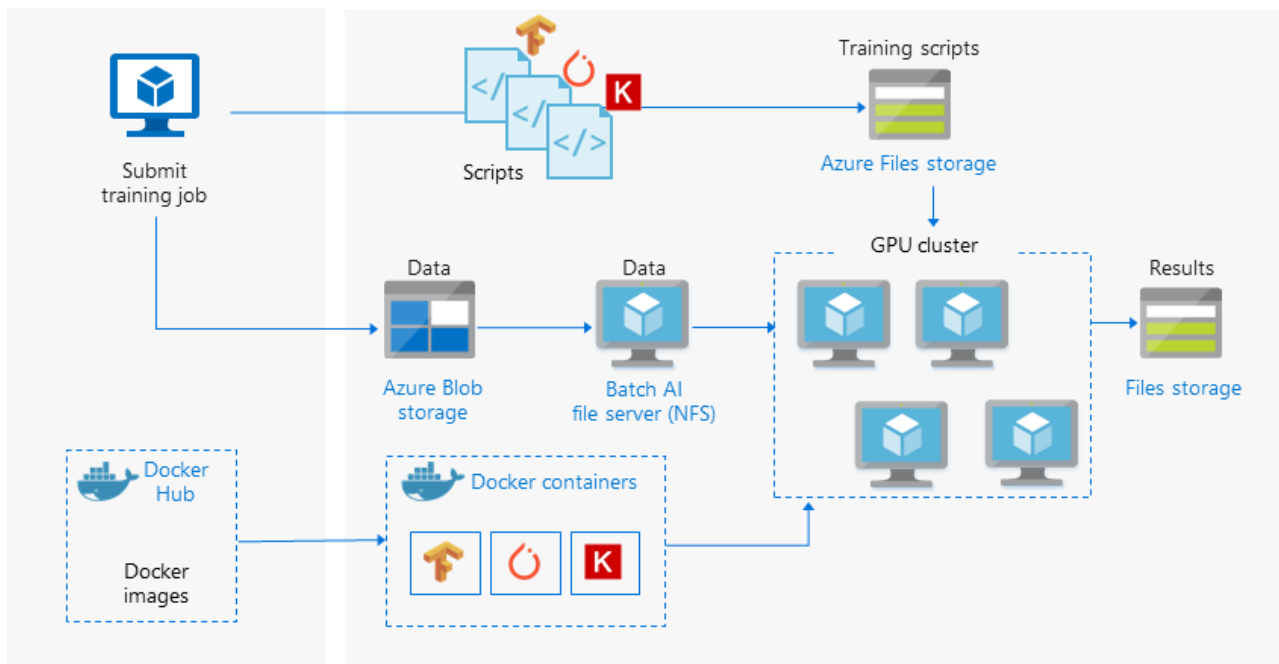 Training scripts
</>
</>
</>
K
Submit
training job
Scripts
Azure Files storage
GPU cluster
Data
Data
Results
Azure Blob
storage
Batch AI
file server (NFS)
Files storage
Docker
Hub
Docker containers
K
Docker
images